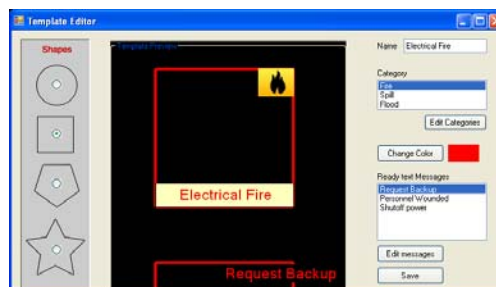 Template Editor
Shapes
Template Preview
Electrical Fire
Request Backup
Name
Electrical Fire
Category
Fire
Spill
Flood
Edit Categories
Change Color
Ready text Messages
Request Backup
Personnel Wounded
Shutoff power
Edit messages
Save